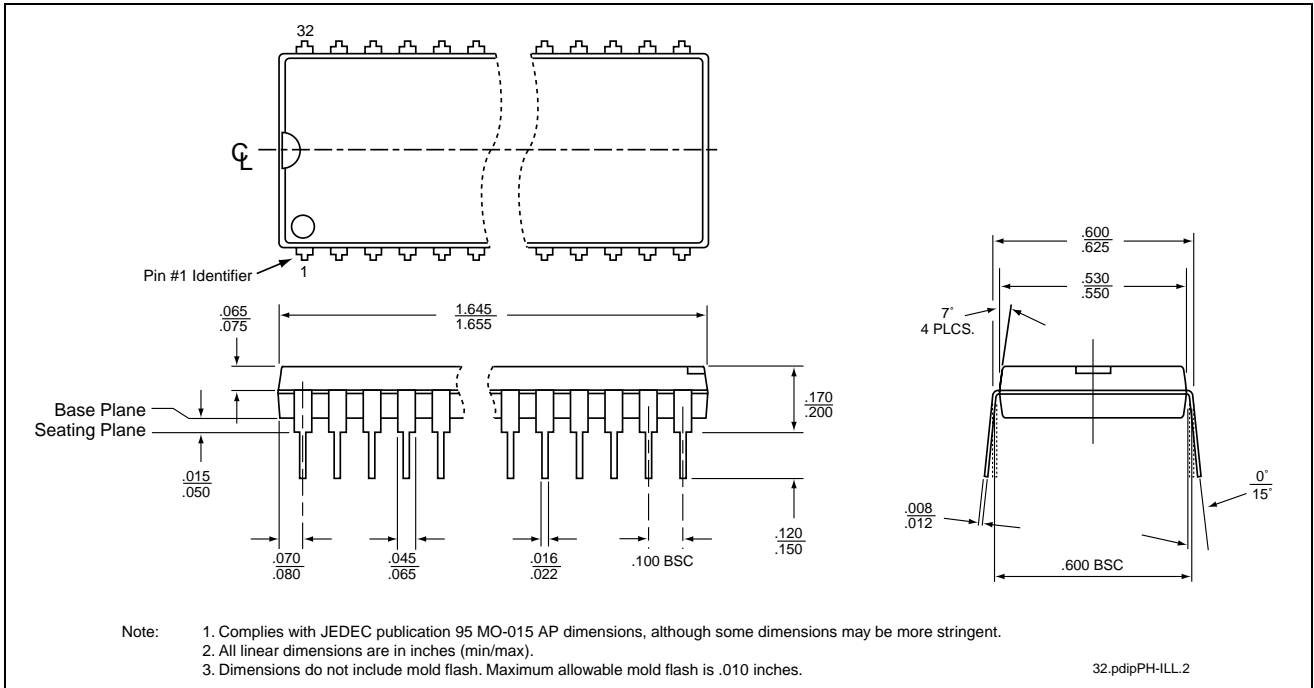 32
CL
Pin #1 Identifier
1
.600
.625
.530
.550
7°
4 PLCS.
.065
.075
1.645
1.655
Base Plane
Seating Plane
.170
.200
.015
.050
.070
.080
.045
.065
.016
.022
.100 BSC
.120
.150
.008
.012
0°
15°
.600 BSC
Note: 1. Complies with JEDEC publication 95 MO-015 AP dimensions, although some dimensions may be more stringent.
2. All linear dimensions are in inches (min/max).
3. Dimensions do not include mold flash. Maximum allowable mold flash is .010 inches.
32.pdipPH-ILL.2